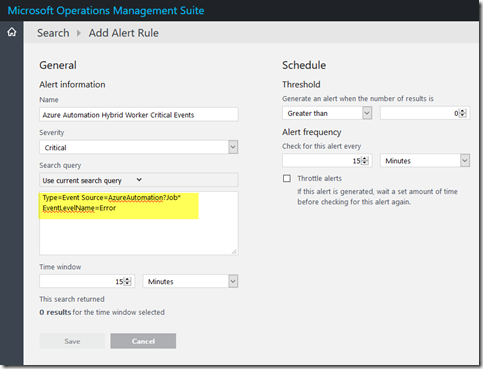 Microsoft Operations Management Suite
Search Add Alert Rule
General
Alert information
Name
Azure Automation Hybrid Worker Critical Events
Severity
Critical
Search query
Use current search query
Type=Event Source=AzureAutomation?Job"
EventLevelName=Error
Time window
15 Minutes
This search returned
0 results for the time window selected
Save Cancel
Schedule
Threshold
Generate an alert when the number of results is
Greater than 0
Alert frequency
Check for this alert every
15 Minutes
Throttle alerts
If this alert is generated, wait a set amount of time
before checking for this alert again.